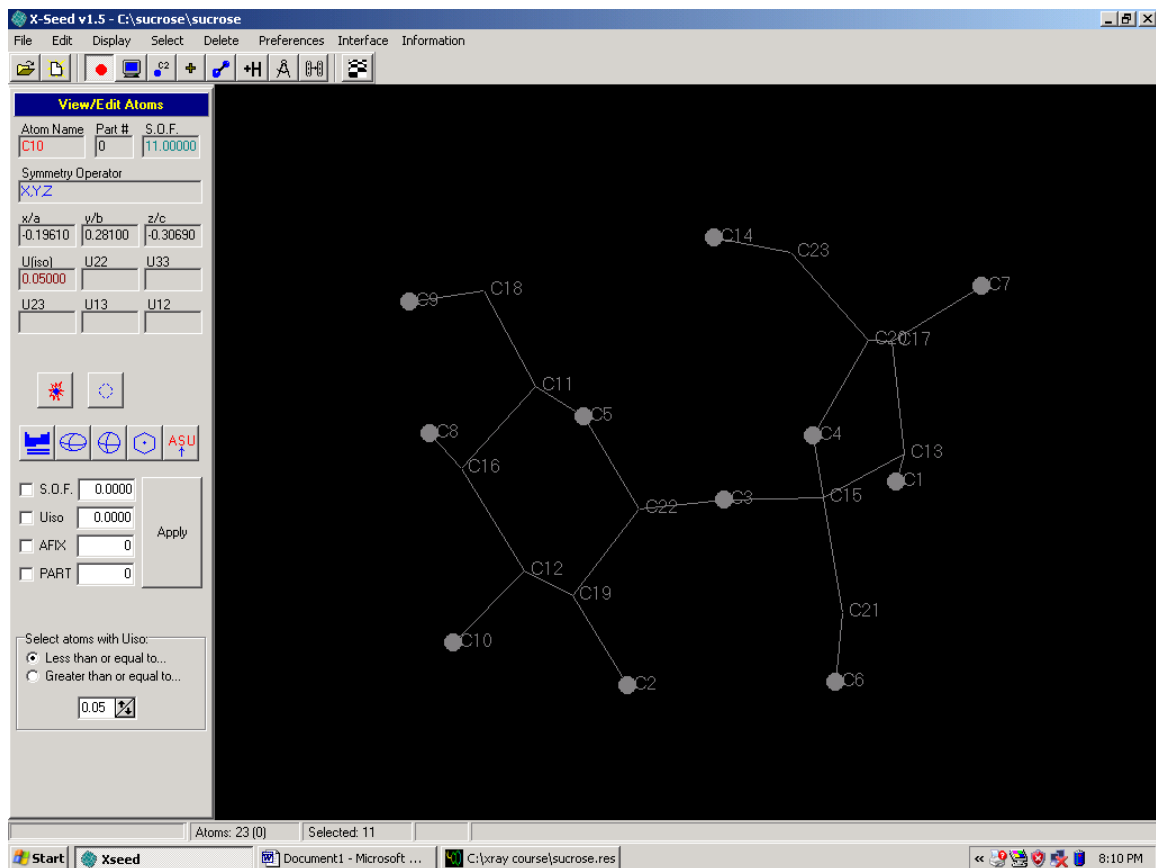 X-Seed v1.5 - C:\sucrose\sucrose
File Edit Display Select Delete Preferences Interface Information
C2 +H Å
View/Edit Atoms
Atom Name Part # S.O.F.
C10 0 11.00000
Symmetry Operator
X,Y,Z
x/a y/b z/c
-0.19610 0.28100 -0.30690
U(iso) U22 U33
0.05000
U23 U13 U12
ASU
S.O.F. 0.0000
Uiso 0.0000
Apply
AFIX 0
PART 0
Select atoms with Uiso:
Less than or equal to...
Greater than or equal to...
0.05
C14
C23
C7
C9
C18
C20
C17
C11
C5
C8
C4
C13
C16
C1
C22
C3
C15
C12
C19
C21
C10
C2
C6
Atoms: 23 (0) Selected: 11
Start Xseed Document1 - Microsoft ... C:\xray course\sucrose.res « 8:10 PM